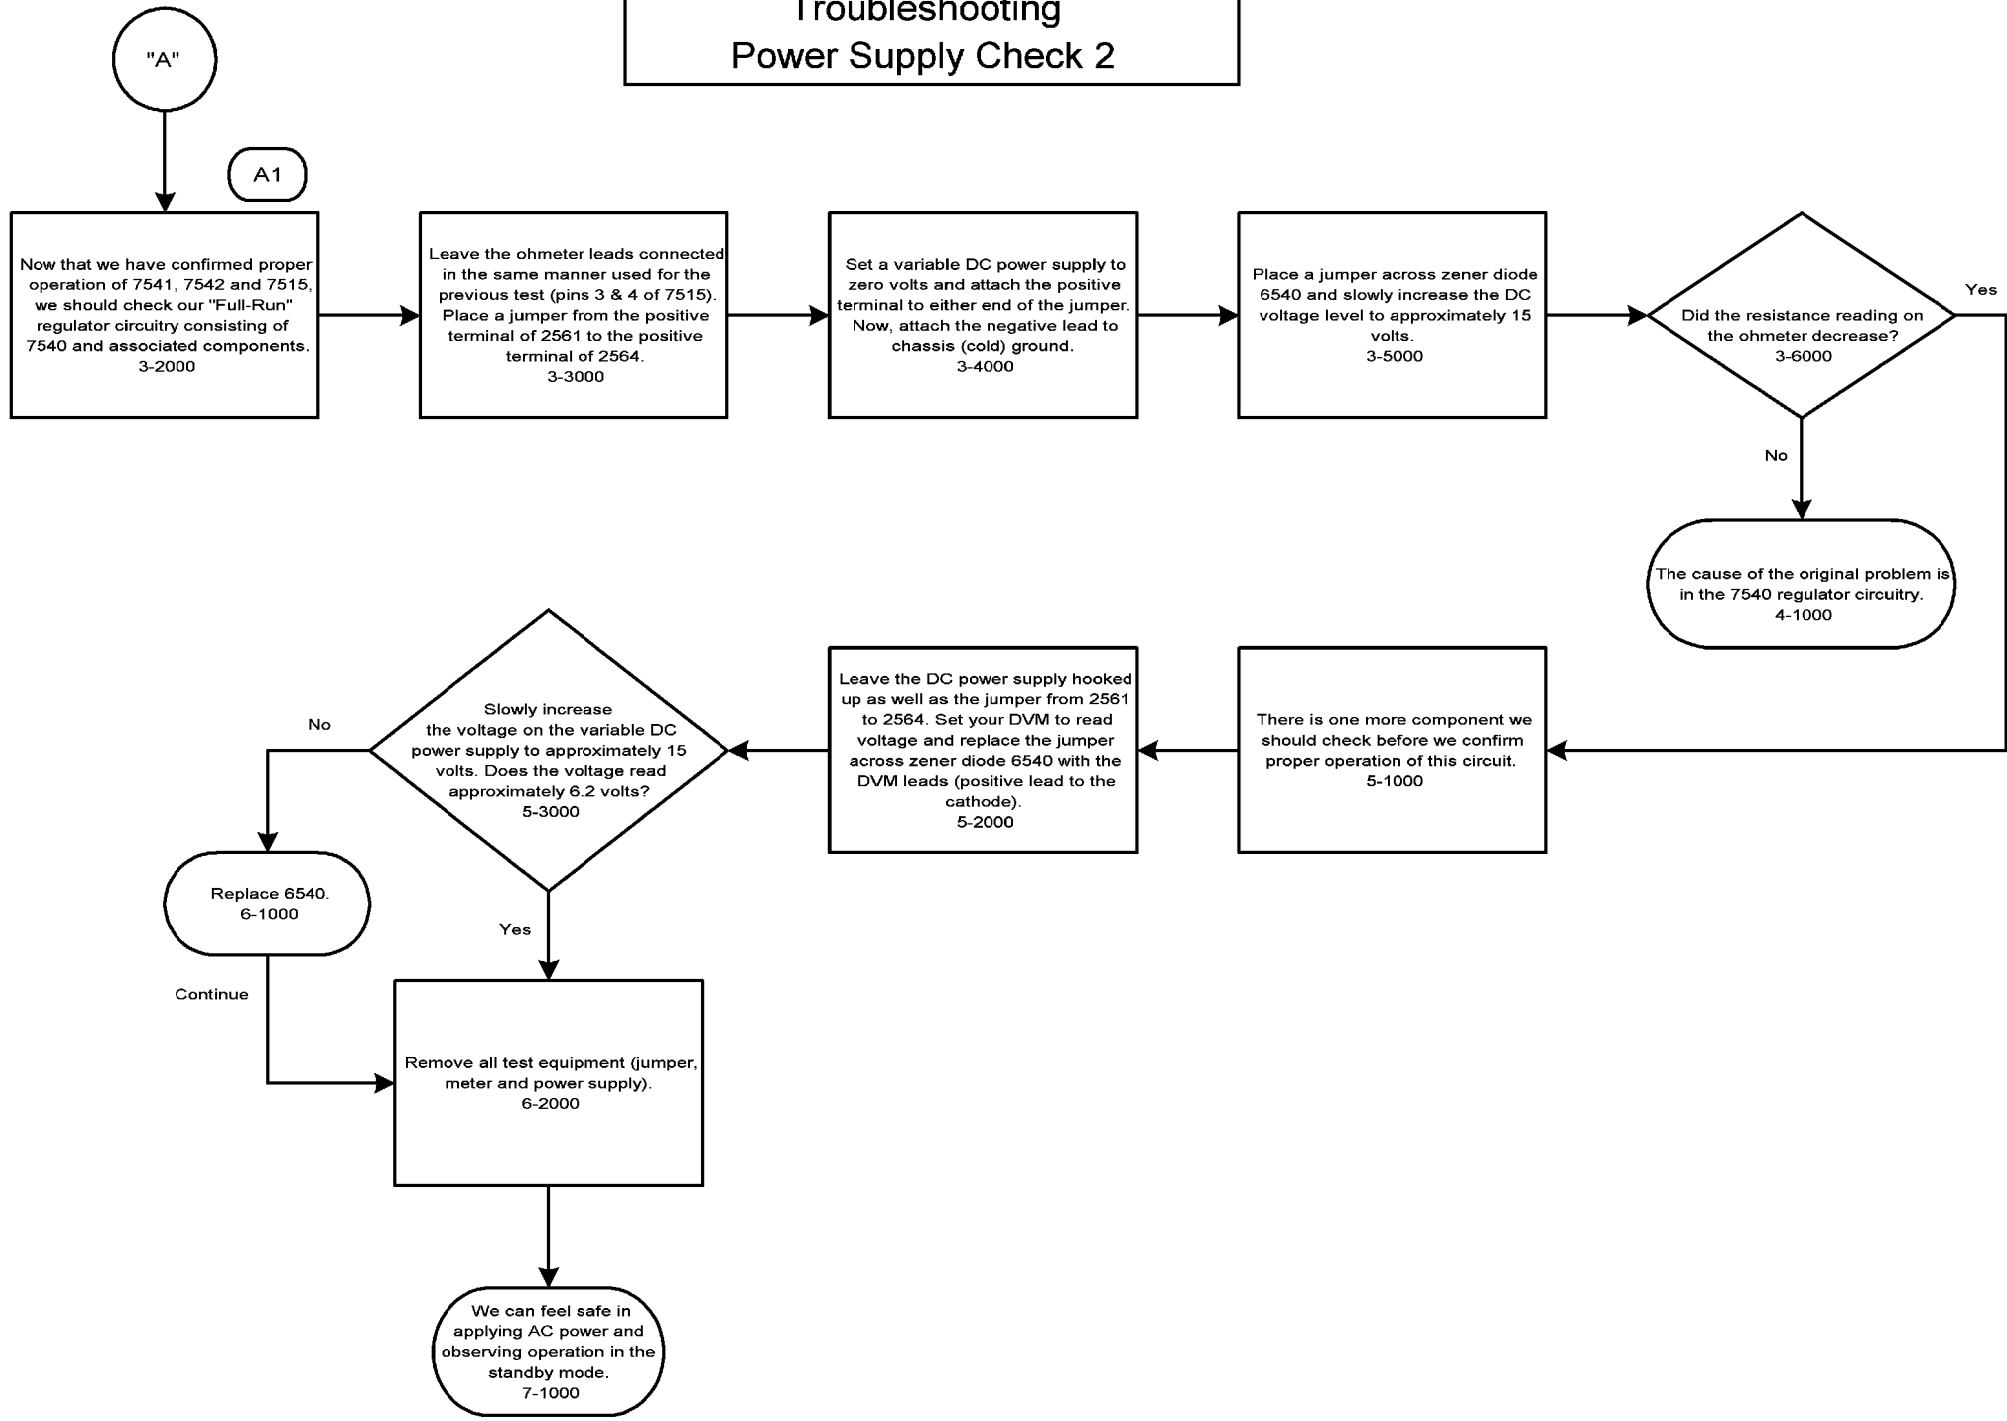 Troubleshooting
Power Supply Check 2
"A"
A1
Now that we have confirmed proper
operation of 7541, 7542 and 7515,
we should check our "Full-Run"
regulator circuitry consisting of
7540 and associated components.
3-2000
Leave the ohmeter leads connected
in the same manner used for the
previous test (pins 3 & 4 of 7515).
Place a jumper from the positive
terminal of 2561 to the positive
terminal of 2564.
3-3000
Set a variable DC power supply to
zero volts and attach the positive
terminal to either end of the jumper.
Now, attach the negative lead to
chassis (cold) ground.
3-4000
Place a jumper across zener diode
6540 and slowly increase the DC
voltage level to approximately 15
volts.
3-5000
Did the resistance reading on
the ohmeter decrease?
3-6000
Yes
No
The cause of the original problem is
in the 7540 regulator circuitry.
4-1000
There is one more component we
should check before we confirm
proper operation of this circuit.
5-1000
Leave the DC power supply hooked
up as well as the jumper from 2561
to 2564. Set your DVM to read
voltage and replace the jumper
across zener diode 6540 with the
DVM leads (positive lead to the
cathode).
5-2000
Slowly increase
the voltage on the variable DC
power supply to approximately 15
volts. Does the voltage read
approximately 6.2 volts?
5-3000
No
Replace 6540.
6-1000
Yes
Continue
Remove all test equipment (jumper,
meter and power supply).
6-2000
We can feel safe in
applying AC power and
observing operation in the
standby mode.
7-1000